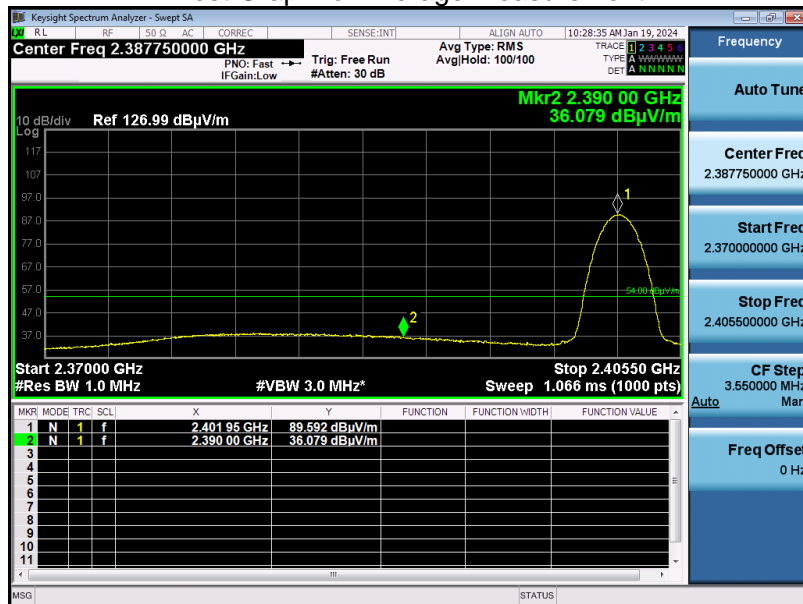 Keysight Spectrum Analyzer - Swept SA
LXI RL RF 50 Ω AC CORREC SENSE:INT ALIGN AUTO 10:28:35 AM Jan 19, 2024
Center Freq 2.387750000 GHz
PNO: Fast
IFGain:Low
Trig: Free Run
#Atten: 30 dB
Avg Type: RMS
Avg|Hold: 100/100
TRACE 1 2 3 4 5 6
TYPE A WWWWW
DET A N N N N N
Mkr2 2.390 00 GHz
36.079 dBµV/m
10 dB/div Ref 126.99 dBµV/m
Log
117
107
97.0
87.0
77.0
67.0
57.0
47.0
37.0
1
54.00 dBµV/m
2
Start 2.37000 GHz Stop 2.40550 GHz
#Res BW 1.0 MHz #VBW 3.0 MHz* Sweep 1.066 ms (1000 pts)
MKR MODE TRC SCL X Y FUNCTION FUNCTION WIDTH FUNCTION VALUE
1 N 1 f 2.401 95 GHz 89.592 dBµV/m
2 N 1 f 2.390 00 GHz 36.079 dBµV/m
3
4
5
6
7
8
9
10
11
MSG STATUS
Frequency
Auto Tune
Center Freq
2.387750000 GHz
Start Freq
2.370000000 GHz
Stop Freq
2.405500000 GHz
CF Step
3.550000 MHz
Auto Man
Freq Offset
0 Hz